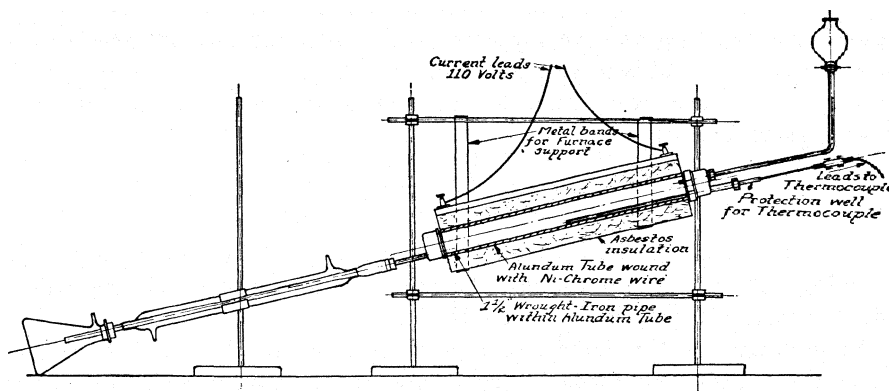 Current leads
110 Volts
Metal bands
for Furnace
support
Leads to
Thermocouple
Protection well
for Thermocouple
Asbestos
insulation
Alundum Tube wound
with Ni-Chrome wire
1½ Wrought-Iron pipe
within Alundum Tube